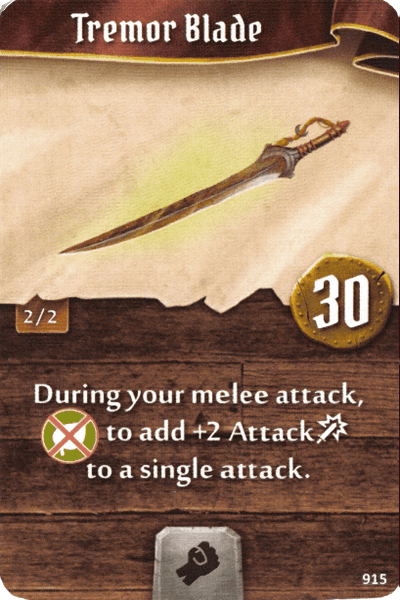 Tremor Blade
2/2
30
During your melee attack,
to add +2 Attack
to a single attack.
915